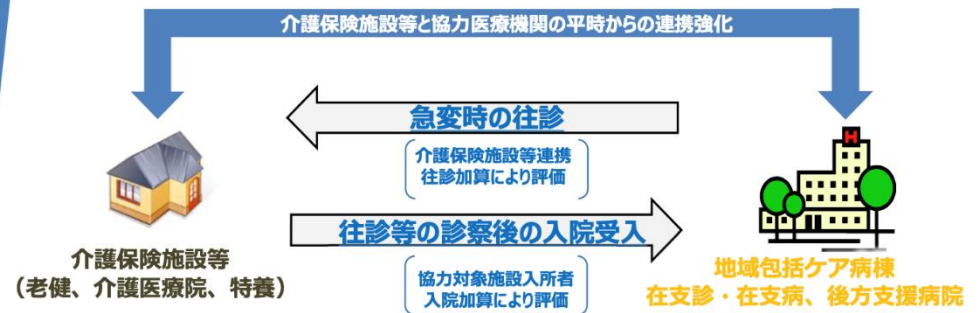 介護保険施設等と協力医療機関の平時からの連携強化
急変時の往診
介護保険施設等連携
往診加算により評価
往診等の診察後の入院受入
協力対象施設入所者
入院加算により評価
介護保険施設等
（老健、介護医療院、特養）
H
地域包括ケア病棟
在支診・在支病、後方支援病院